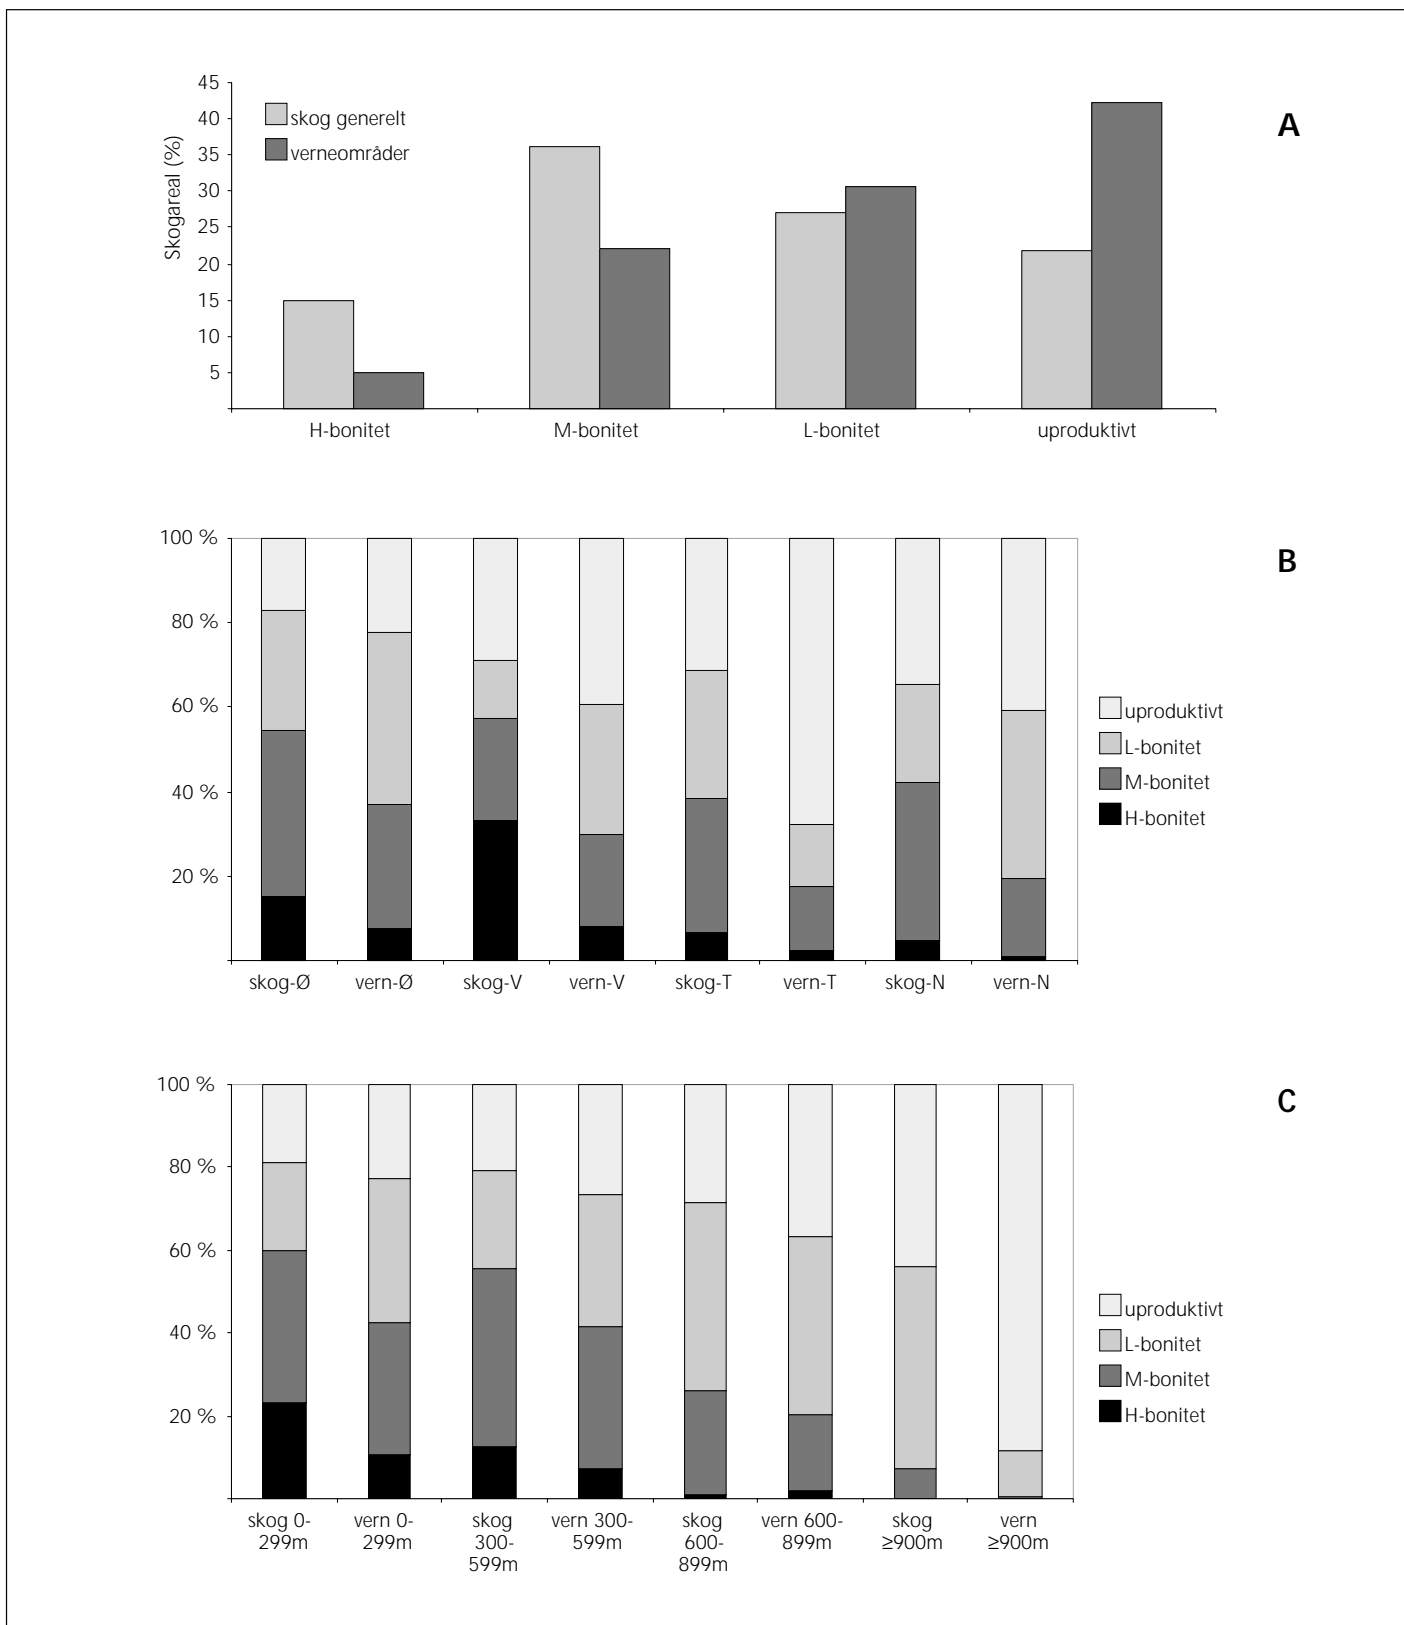 A
45
40
35
30
25
20
15
10
5
Skogareal (%)
skog generelt
verneområder
H-bonitet M-bonitet L-bonitet uproduktivt
B
100 %
80 %
60 %
40 %
20 %
uproduktivt
L-bonitet
M-bonitet
H-bonitet
skog-Ø vern-Ø skog-V vern-V skog-T vern-T skog-N vern-N
C
100 %
80 %
60 %
40 %
20 %
uproduktivt
L-bonitet
M-bonitet
H-bonitet
skog 0-
299m
vern 0-
299m
skog
300-
599m
vern 300-
599m
skog
600-
899m
vern 600-
899m
skog
≥900m
vern
≥900m